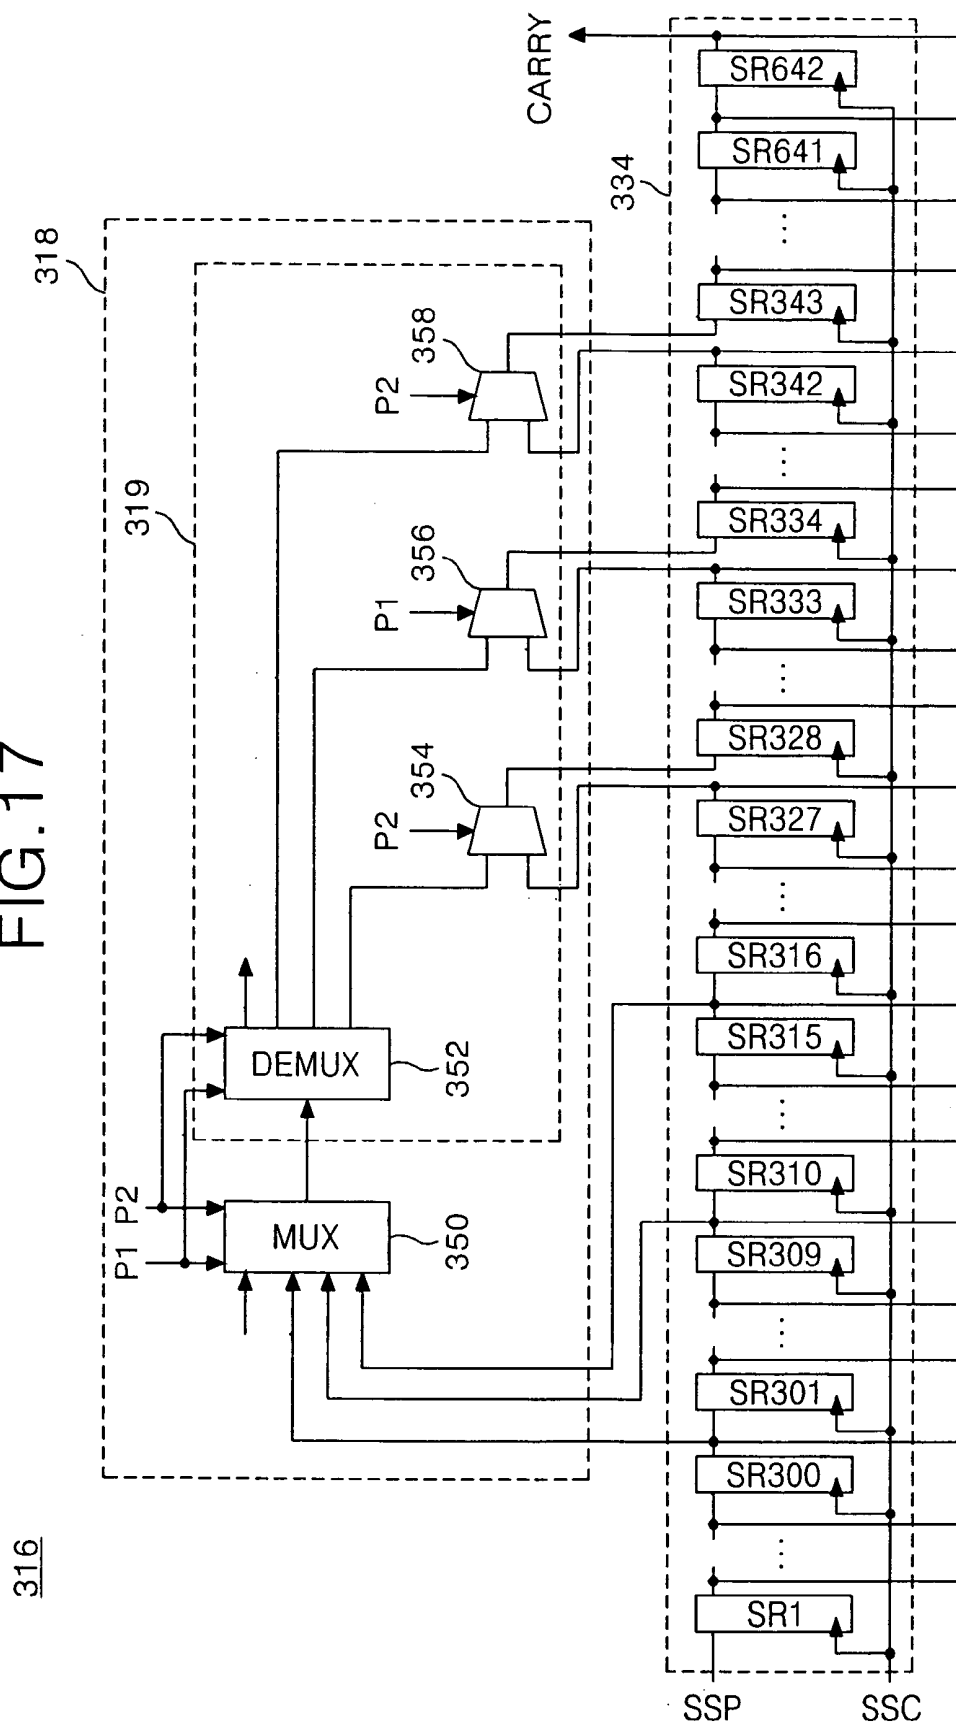 FIG.17
316
318
319
P1
P2
MUX
350
DEMUX
352
P2
354
P1
356
P2
358
334
CARRY
SSP
SSC
SR1
...
SR300
SR301
...
SR309
SR310
...
SR315
SR316
...
SR327
SR328
...
SR333
SR334
...
SR342
SR343
...
SR641
SR642